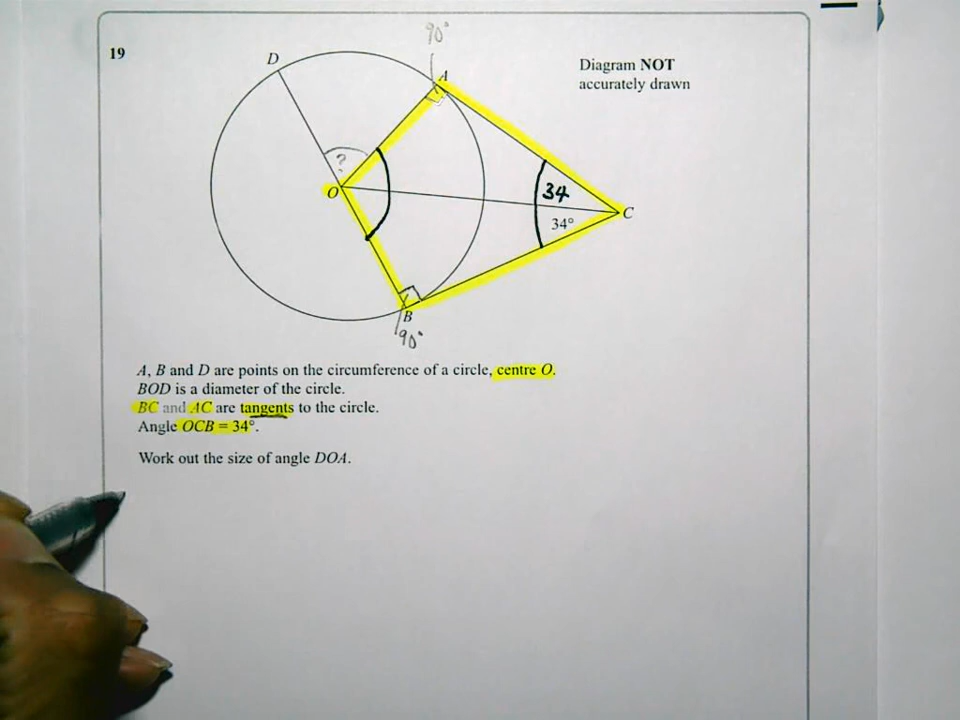 19
90°
D
A
Diagram NOT
accurately drawn
?
O
34
C
34°
B
90°
A, B and D are points on the circumference of a circle, centre O.
BOD is a diameter of the circle.
BC and AC are tangents to the circle.
Angle OCB = 34°.
Work out the size of angle DOA.